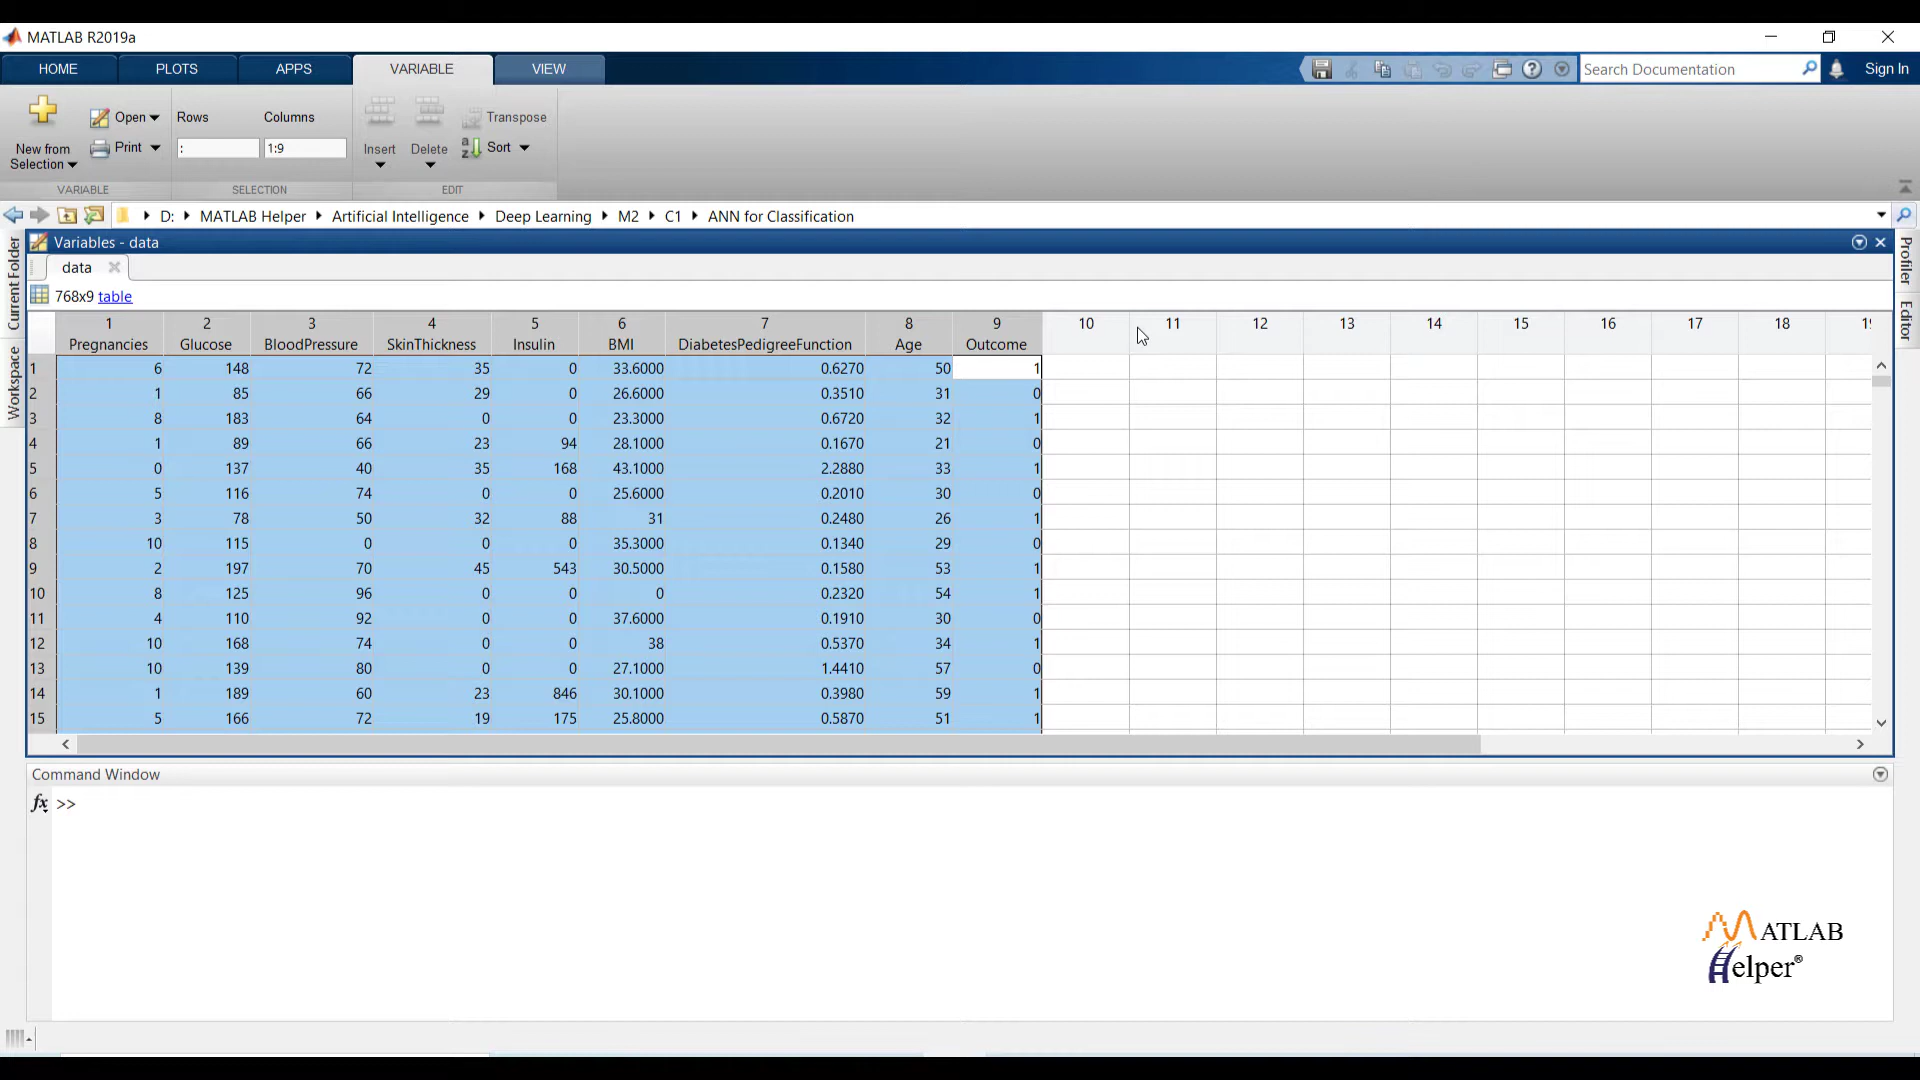 MATLAB R2019a
HOME PLOTS APPS VARIABLE VIEW Search Documentation Sign In
New from Selection Open Print Rows : Columns 1:9 Insert Delete Transpose Sort
VARIABLE SELECTION EDIT
D: MATLAB Helper Artificial Intelligence Deep Learning M2 C1 ANN for Classification
Current Folder
Workspace
Profiler
Editor
Variables - data
data
768x9 table
1 2 3 4 5 6 7 8 9 10 11 12 13 14 15 16 17 18
Pregnancies Glucose BloodPressure SkinThickness Insulin BMI DiabetesPedigreeFunction Age Outcome
1 6 148 72 35 0 33.6000 0.6270 50 1
2 1 85 66 29 0 26.6000 0.3510 31 0
3 8 183 64 0 0 23.3000 0.6720 32 1
4 1 89 66 23 94 28.1000 0.1670 21 0
5 0 137 40 35 168 43.1000 2.2880 33 1
6 5 116 74 0 0 25.6000 0.2010 30 0
7 3 78 50 32 88 31 0.2480 26 1
8 10 115 0 0 0 35.3000 0.1340 29 0
9 2 197 70 45 543 30.5000 0.1580 53 1
10 8 125 96 0 0 0 0.2320 54 1
11 4 110 92 0 0 37.6000 0.1910 30 0
12 10 168 74 0 0 38 0.5370 34 1
13 10 139 80 0 0 27.1000 1.4410 57 0
14 1 189 60 23 846 30.1000 0.3980 59 1
15 5 166 72 19 175 25.8000 0.5870 51 1
Command Window
fx >>
MATLAB
Helper®